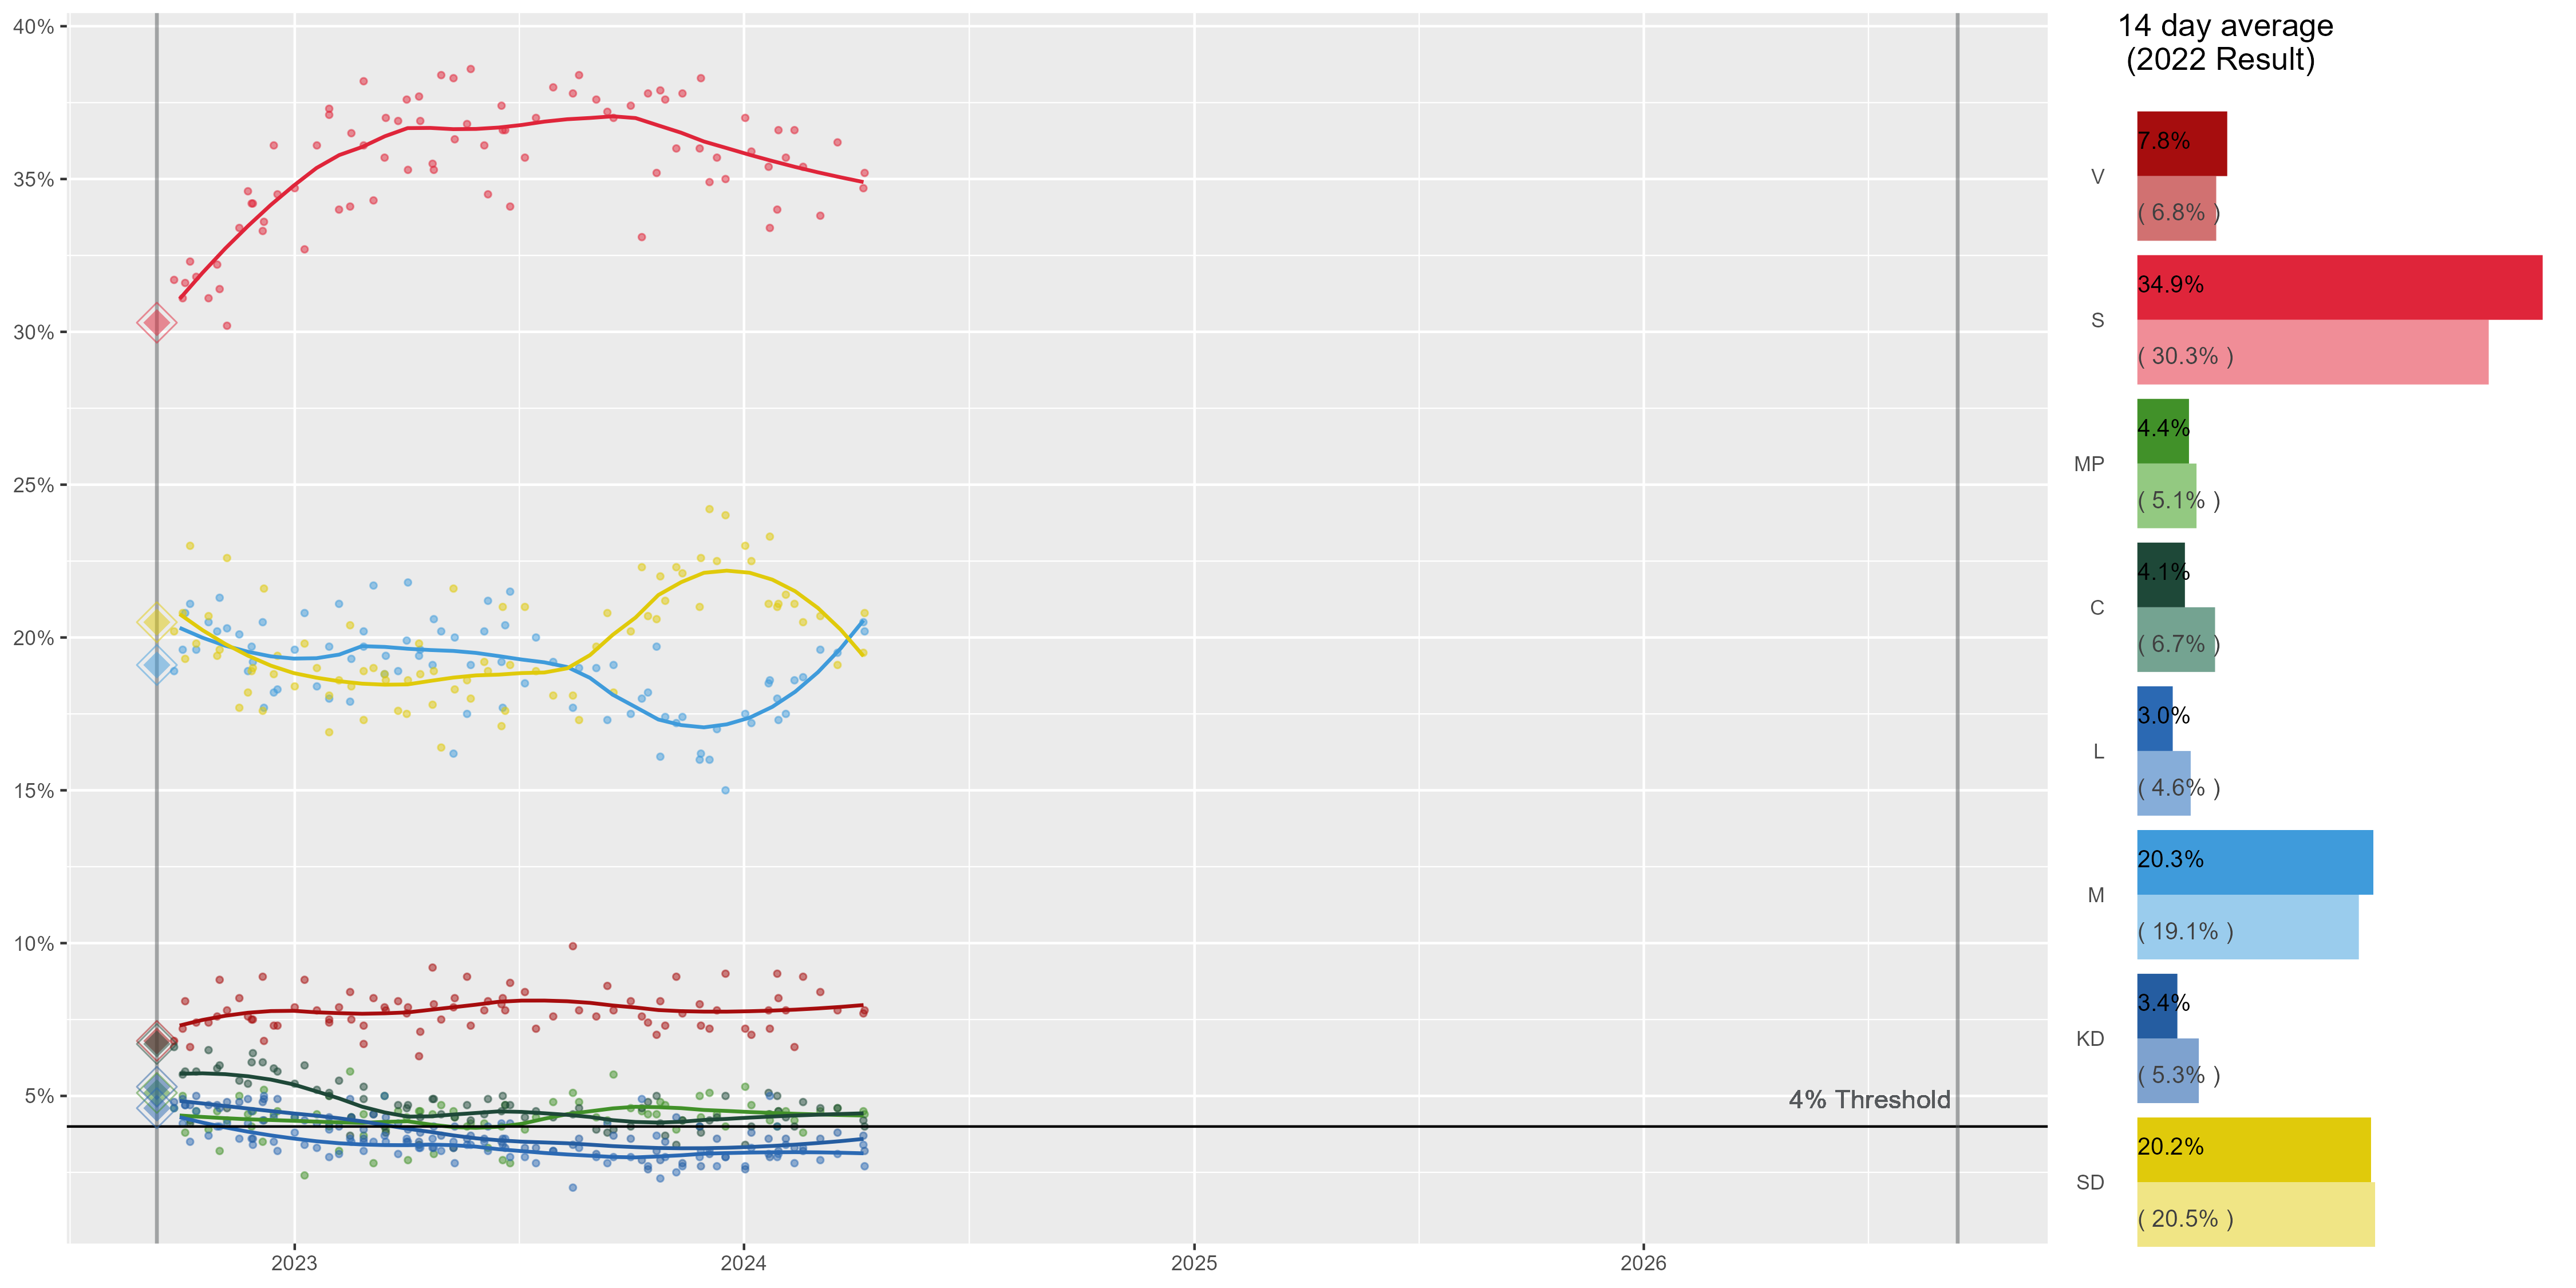 40%
35%
30%
25%
20%
15%
10%
5%
4% Threshold
2023
2024
2025
2026
14 day average
(2022 Result)
V
7.8%
( 6.8% )
S
34.9%
( 30.3% )
MP
4.4%
( 5.1% )
C
4.1%
( 6.7% )
L
3.0%
( 4.6% )
M
20.3%
( 19.1% )
KD
3.4%
( 5.3% )
SD
20.2%
( 20.5% )